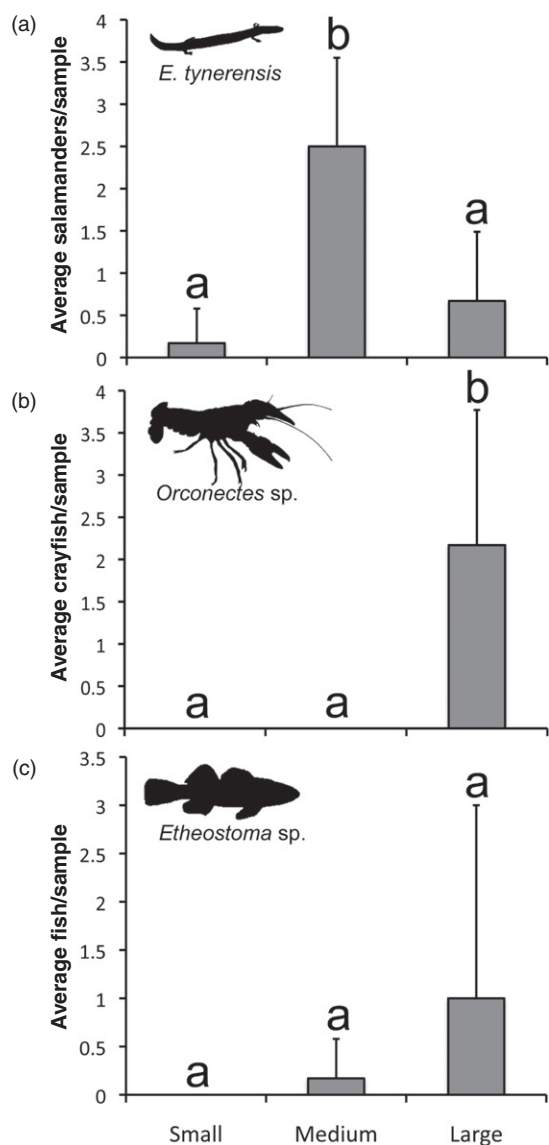 (a)
Average salamanders/sample
4
3.5
3
2.5
2
1.5
1
0.5
0
E. tynerensis
a
b
a
(b)
Average crayfish/sample
4
3.5
3
2.5
2
1.5
1
0.5
0
Orconectes sp.
a
a
b
(c)
Average fish/sample
3.5
3
2.5
2
1.5
1
0.5
0
Etheostoma sp.
a
a
a
Small Medium Large